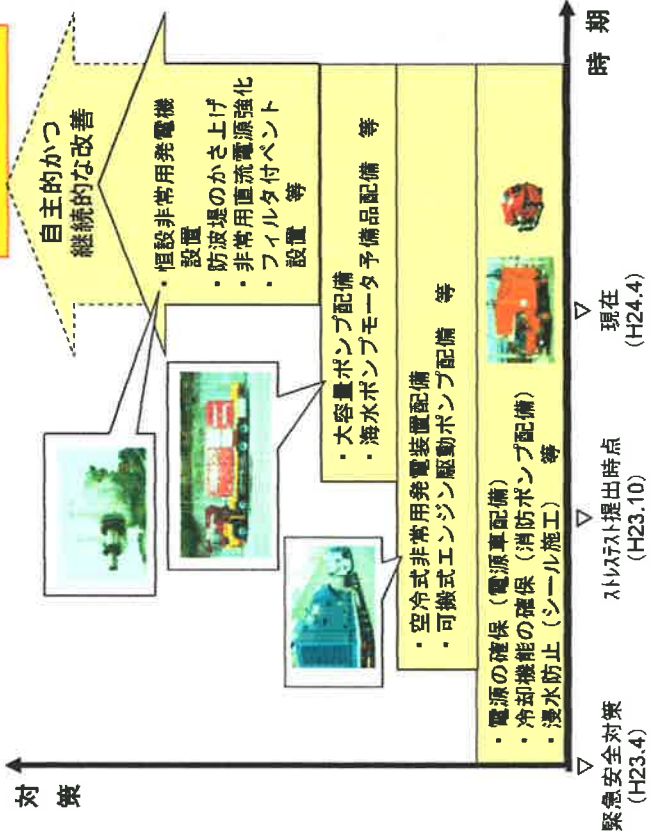 対策
自主的かつ
継続的な改善
・恒設非常用発電機
設置
・防波堤のかさ上げ
・非常用直流電源強化
・フィルタ付ベント
設置 等
・大容量ポンプ配備
・海水ポンプモータ予備品配備 等
・空冷式非常用発電装置配備
・可搬式エンジン駆動ポンプ配備 等
・電源の確保（電源車配備）
・冷却機能の確保（消防ポンプ配備）
・浸水防止（シール施工） 等
緊急安全対策
(H23.4)
ストレステスト提出時点
(H23.10)
現在
(H24.4)
時期